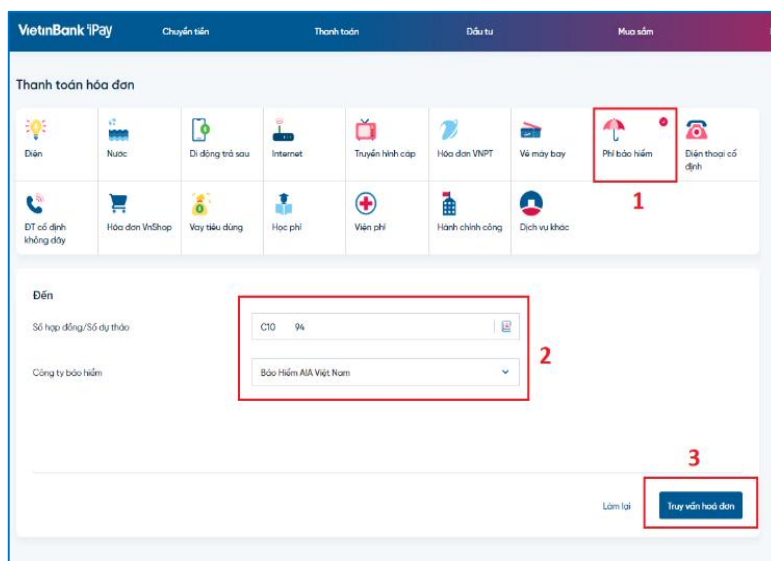 VietinBank iPay Chuyển tiền Thanh toán Đầu tư Mua sắm
Thanh toán hóa đơn
Điện Nước Di động trả sau Internet Truyền hình cáp Hóa đơn VNPT Vé máy bay Phí bảo hiểm Điện thoại cố
định
1
ĐT cố định Hóa đơn VnShop Vay tiêu dùng Học phí Viện phí Hành chính công Dịch vụ khác
không dây
Đến
Số hợp đồng/Số dự thảo C10 94
2
Công ty bảo hiểm Bảo Hiểm AIA Việt Nam
3
Làm lại Truy vấn hoá đơn